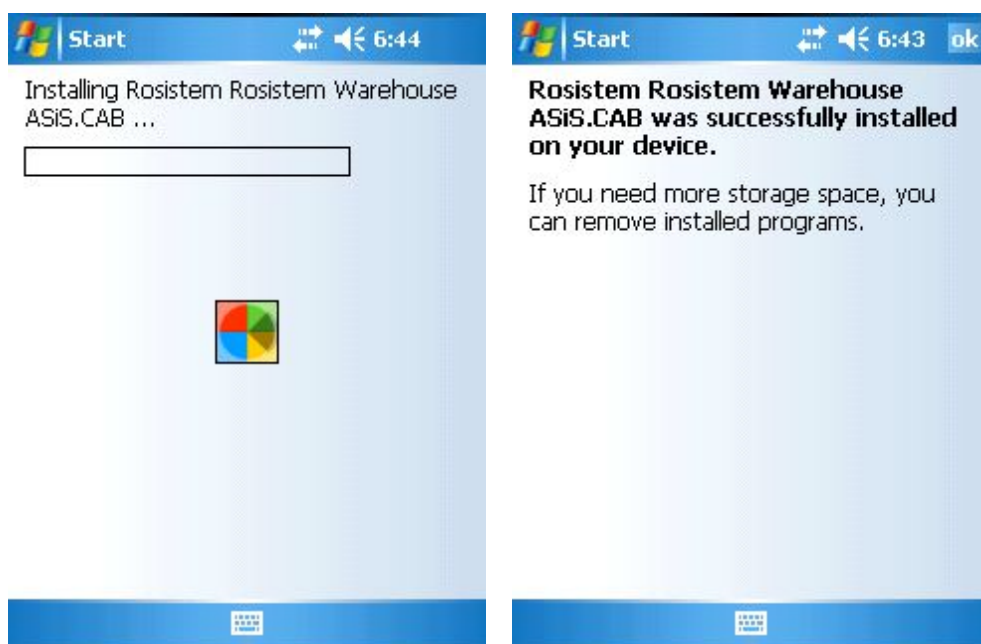 Start 6:44
Installing Rosistem Rosistem Warehouse
ASiS.CAB ...
Start 6:43 ok
Rosistem Rosistem Warehouse
ASiS.CAB was successfully installed
on your device.
If you need more storage space, you
can remove installed programs.